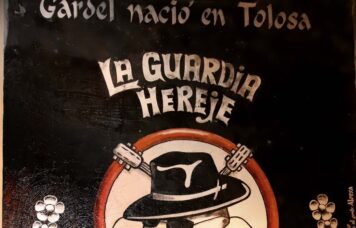 Gardel nació en Tolosa
LA GUARDIA
HEREJE